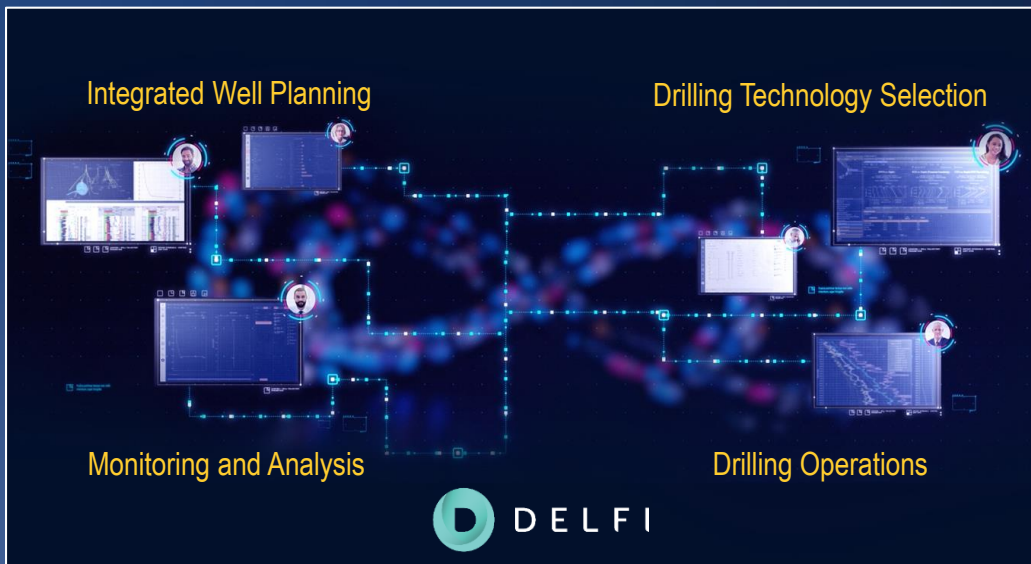 Integrated Well Planning
Drilling Technology Selection
Monitoring and Analysis
Drilling Operations
D DELFI